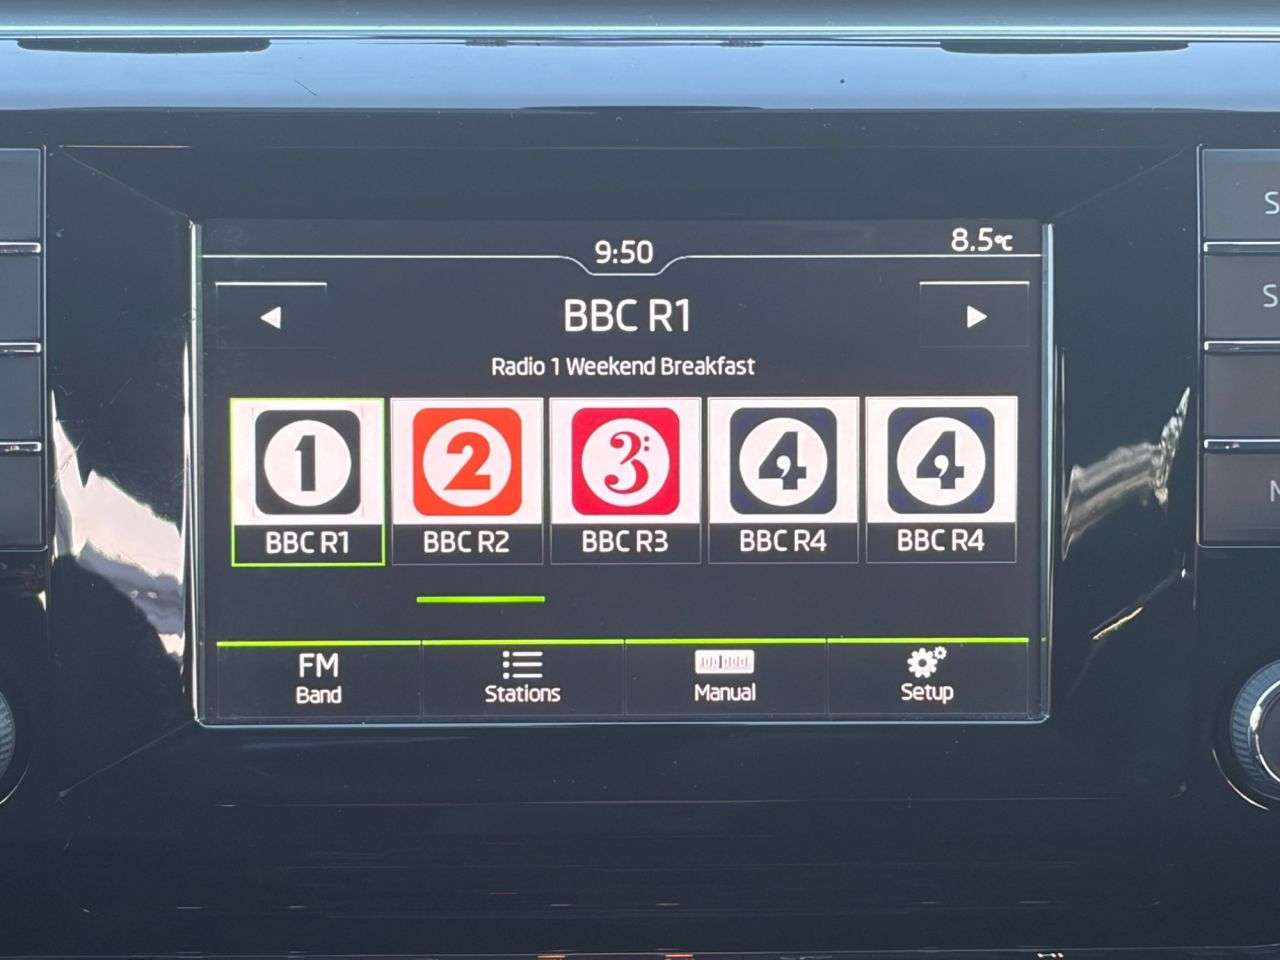 9:50
8.5°C
BBC R1
Radio 1 Weekend Breakfast
1
2
3:
4
4
BBC R1
BBC R2
BBC R3
BBC R4
BBC R4
FM
Band
Stations
Manual
Setup
S
S